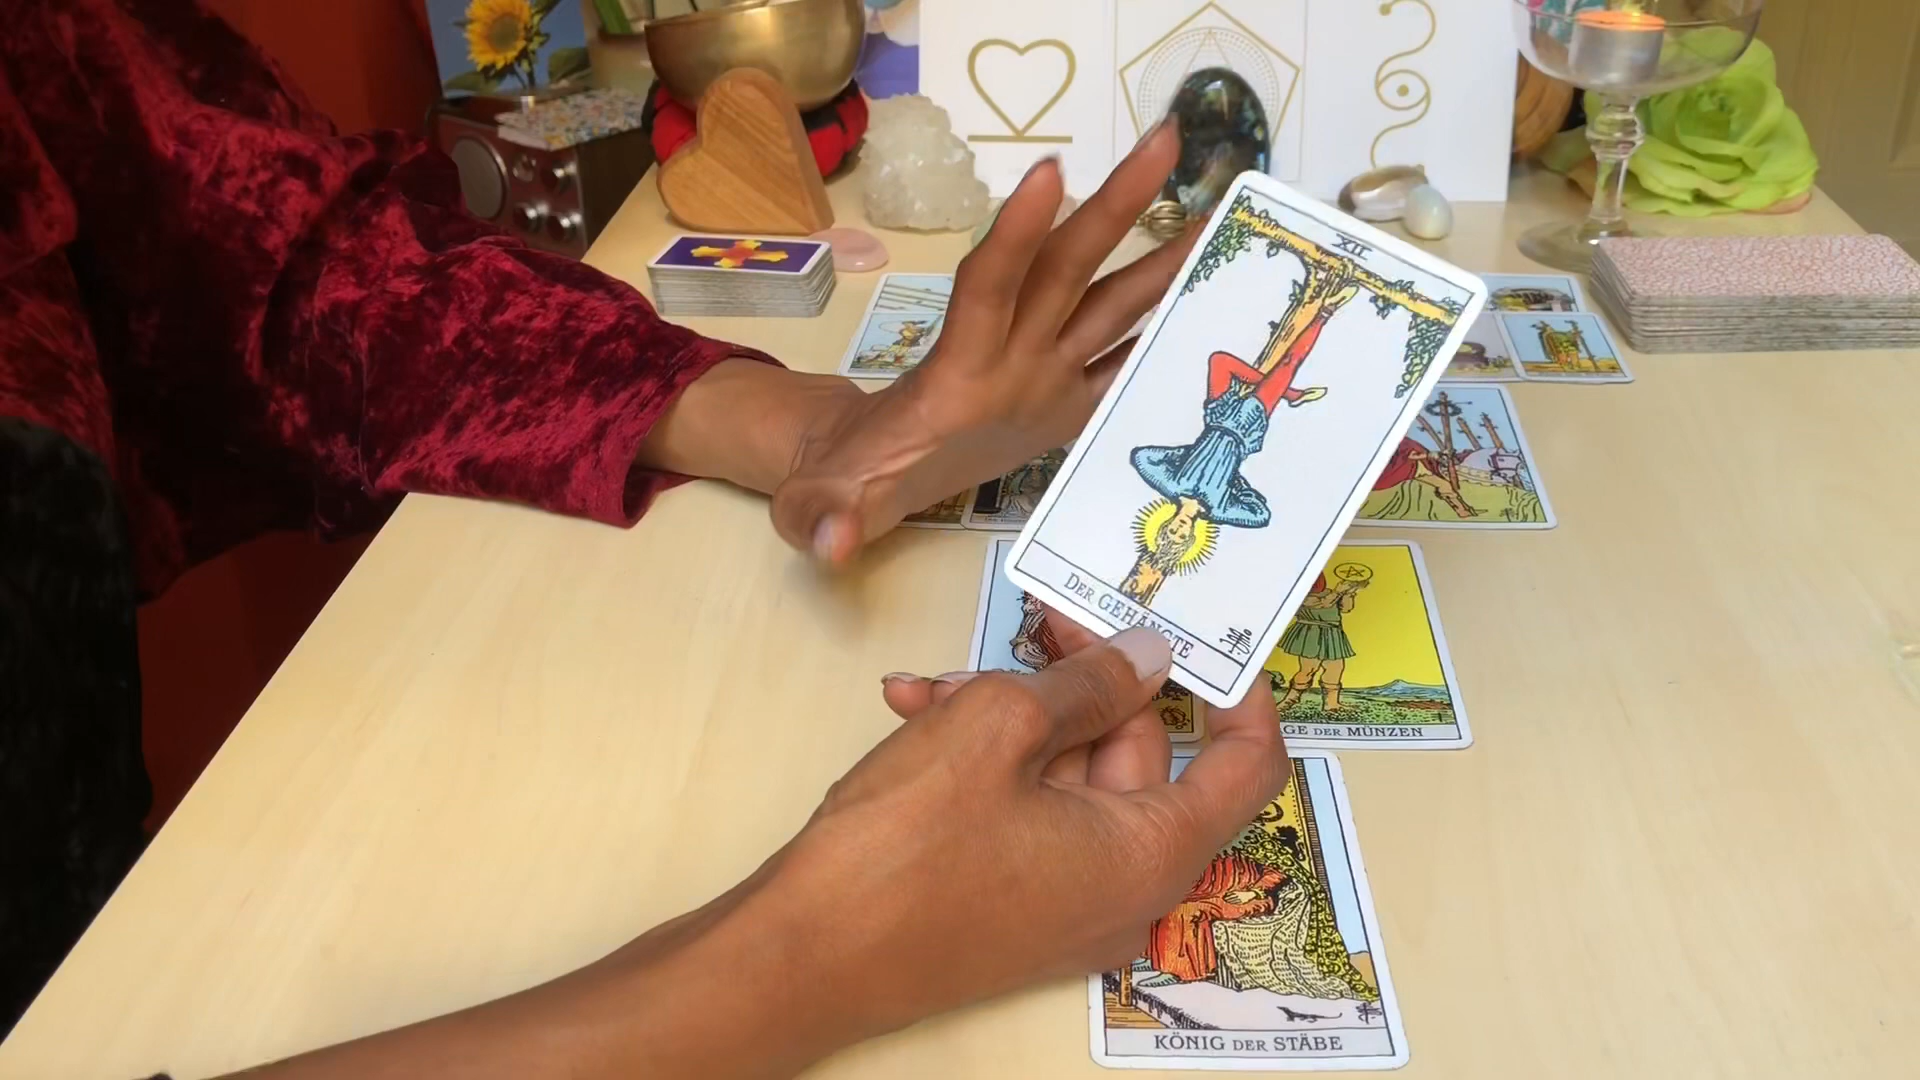 XII
DER GEHÄNGTE
GE DER MÜNZEN
KÖNIG DER STÄBE